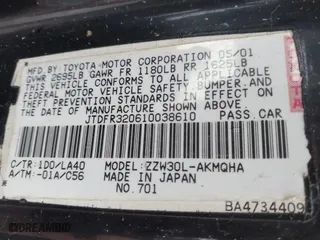 MFD BY TOYOTA MOTOR CORPORATION 05/01
GVWR 2695LB GAWR FR 1180LB RR 1625LB
THIS VEHICLE CONFORMS TO ALL APPLICABLE
FEDERAL MOTOR VEHICLE SAFETY, BUMPER, AND
THEFT PREVENTION STANDARDS IN EFFECT ON THE
DATE OF MANUFACTURE SHOWN ABOVE.
JTDFR320610038610 PASS.CAR
C/TR:1D0/LA40 MODEL:ZZW30L-AKMQHA
A/TM:-01A/C56 MADE IN JAPAN
NO.701
BA4734409